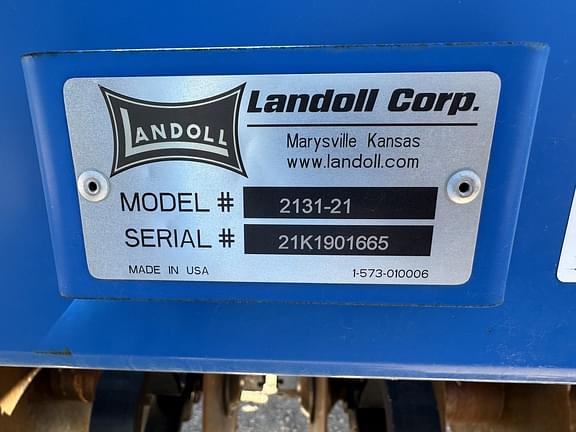 LANDOLL
Landoll Corp.
Marysville Kansas
www.landoll.com
MODEL # 2131-21
SERIAL # 21K1901665
MADE IN USA 1-573-010006